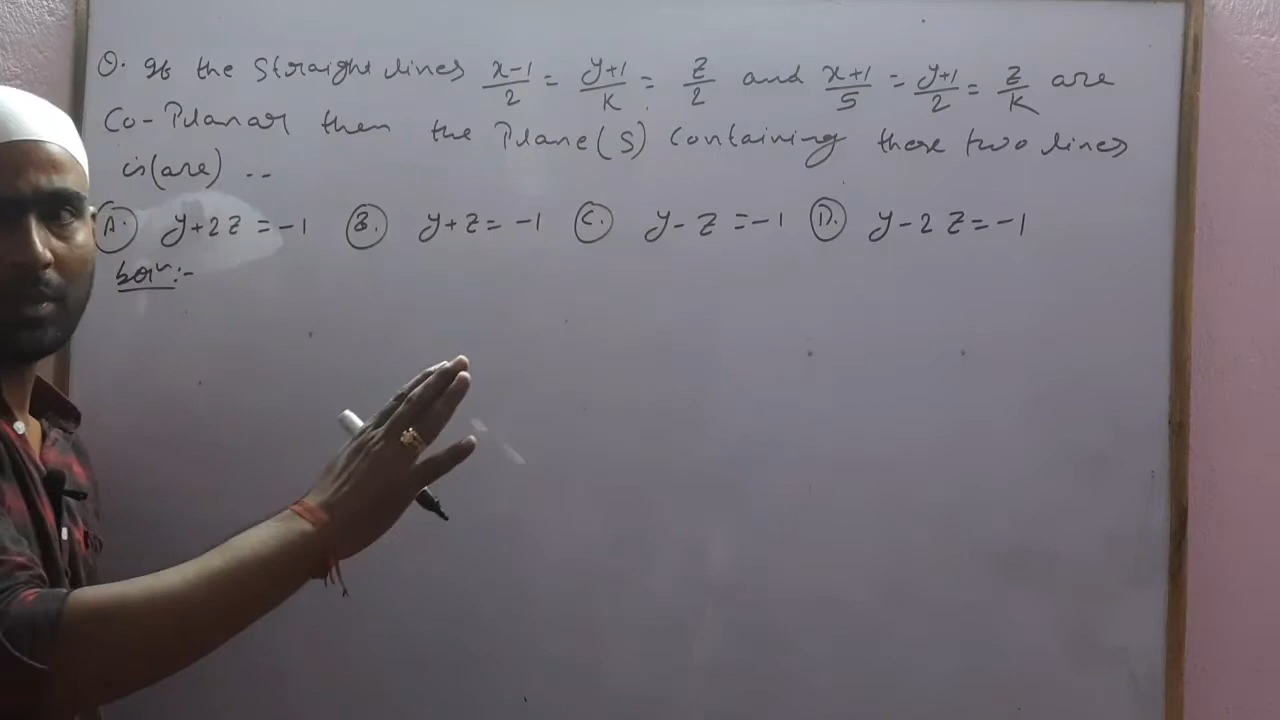 Q. If the Straight lines x-1/2 = y+1/K = z/2 and x+1/5 = y+1/2 = z/K are
Co-Planar then the Plane(S) Containing these two lines
is(are) ..
A. y+2z = -1 B. y+z = -1 C. y-z = -1 D. y-2z = -1
Solⁿ:-